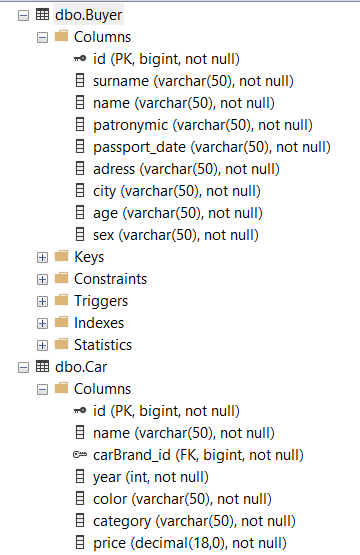 dbo.Buyer
Columns
id (PK, bigint, not null)
surname (varchar(50), not null)
name (varchar(50), not null)
patronymic (varchar(50), not null)
passport_date (varchar(50), not null)
adress (varchar(50), not null)
city (varchar(50), not null)
age (varchar(50), not null)
sex (varchar(50), not null)
Keys
Constraints
Triggers
Indexes
Statistics
dbo.Car
Columns
id (PK, bigint, not null)
name (varchar(50), not null)
carBrand_id (FK, bigint, not null)
year (int, not null)
color (varchar(50), not null)
category (varchar(50), not null)
price (decimal(18,0), not null)